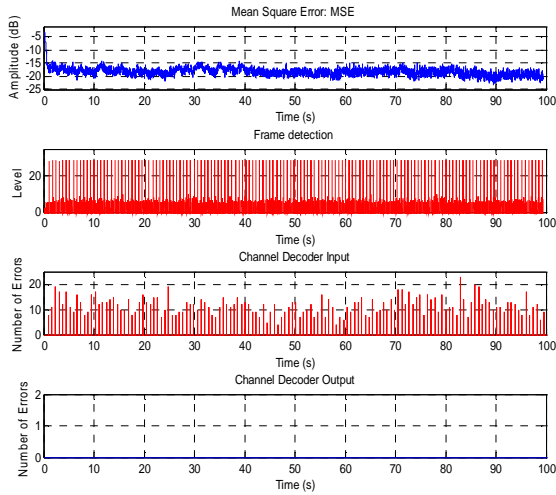 Mean Square Error: MSE
Amplitude (dB)
-5
-10
-15
-20
-25
0 10 20 30 40 50 60 70 80 90 100
Time (s)
Frame detection
Level
20
0
0 10 20 30 40 50 60 70 80 90 100
Time (s)
Channel Decoder Input
Number of Errors
20
10
0
0 10 20 30 40 50 60 70 80 90 100
Time (s)
Channel Decoder Output
Number of Errors
2
1
0
0 10 20 30 40 50 60 70 80 90 100
Time (s)